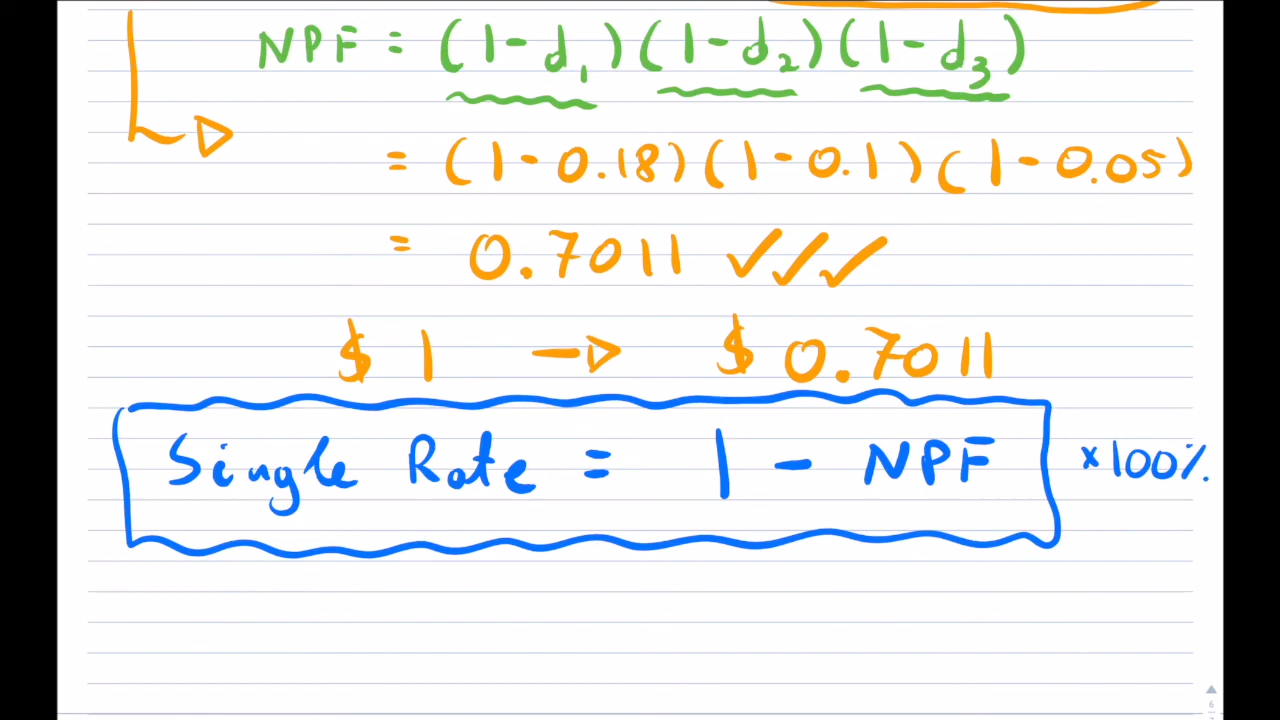 NPF = (1-d₁)(1-d₂)(1-d₃)
= (1-0.18)(1-0.1)(1-0.05)
= 0.7011 ✓✓✓
$ 1 → $ 0.7011
Single Rate = 1 - NPF ×100%
6